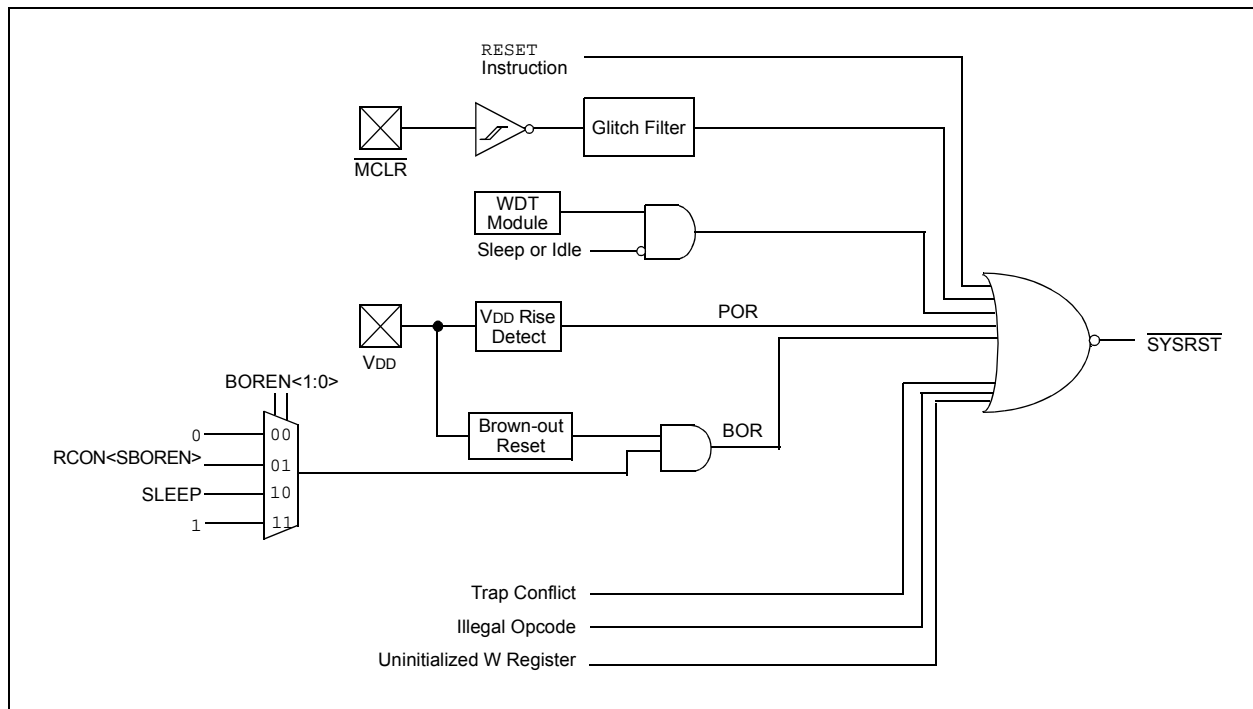 RESET
Instruction
Glitch Filter
MCLR
WDT
Module
Sleep or Idle
VDD Rise
Detect
POR
VDD
SYSRST
BOREN<1:0>
Brown-out
Reset
BOR
0
00
RCON<SBOREN>
01
SLEEP
10
1
11
Trap Conflict
Illegal Opcode
Uninitialized W Register